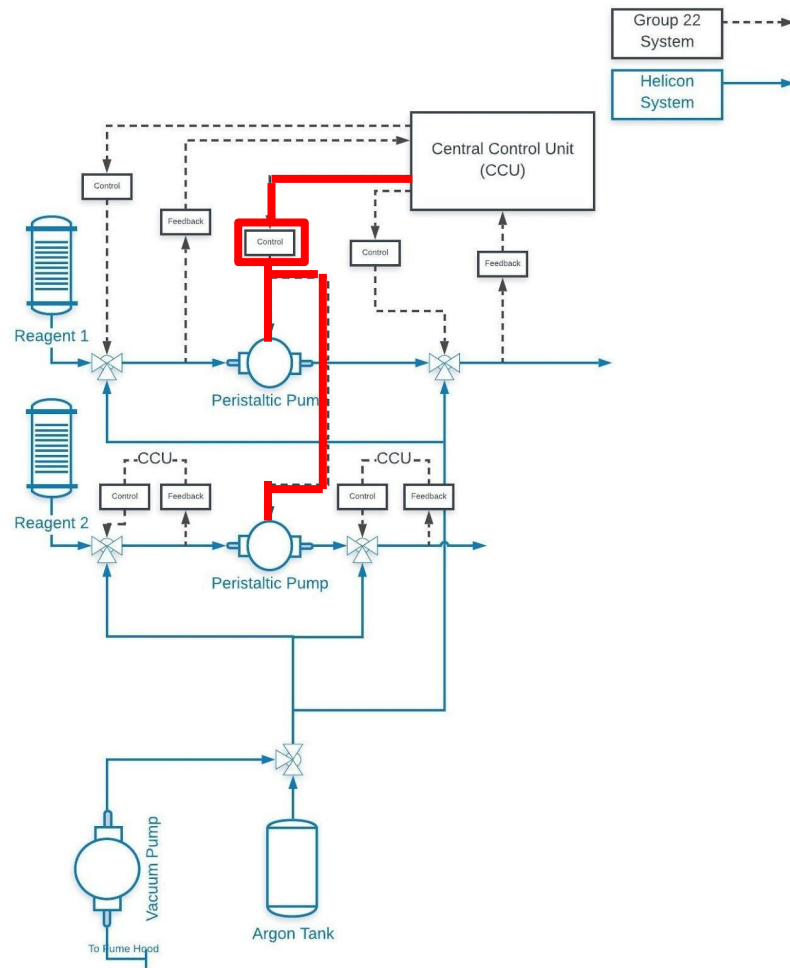 Group 22
System
Helicon
System
Central Control Unit
(CCU)
Control
Feedback
Control
Control
Feedback
Reagent 1
Peristaltic Pum
CCU
CCU
Control
Feedback
Control
Feedback
Reagent 2
Peristaltic Pump
Vacuum Pump
Argon Tank
To Fume Hood